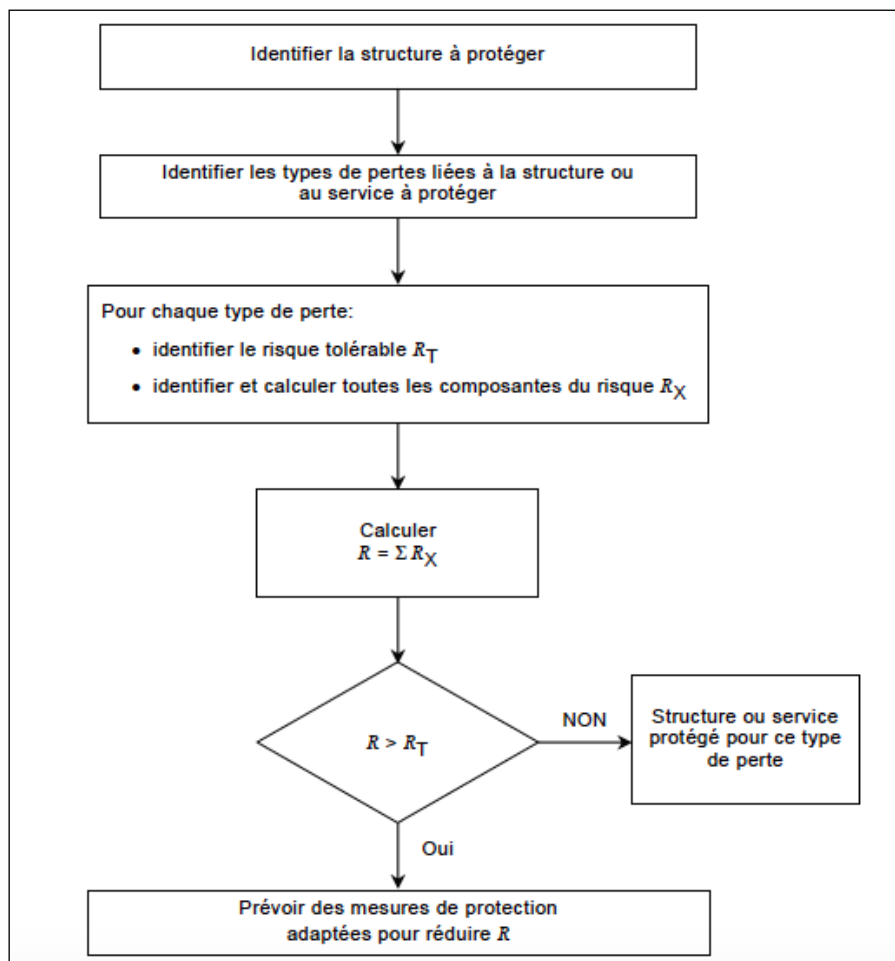 Identifier la structure à protéger
Identifier les types de pertes liées à la structure ou
au service à protéger
Pour chaque type de perte:
• identifier le risque tolérable RT
• identifier et calculer toutes les composantes du risque RX
Calculer
R = Σ RX
R > RT
NON
Structure ou service
protégé pour ce type
de perte
Oui
Prévoir des mesures de protection
adaptées pour réduire R